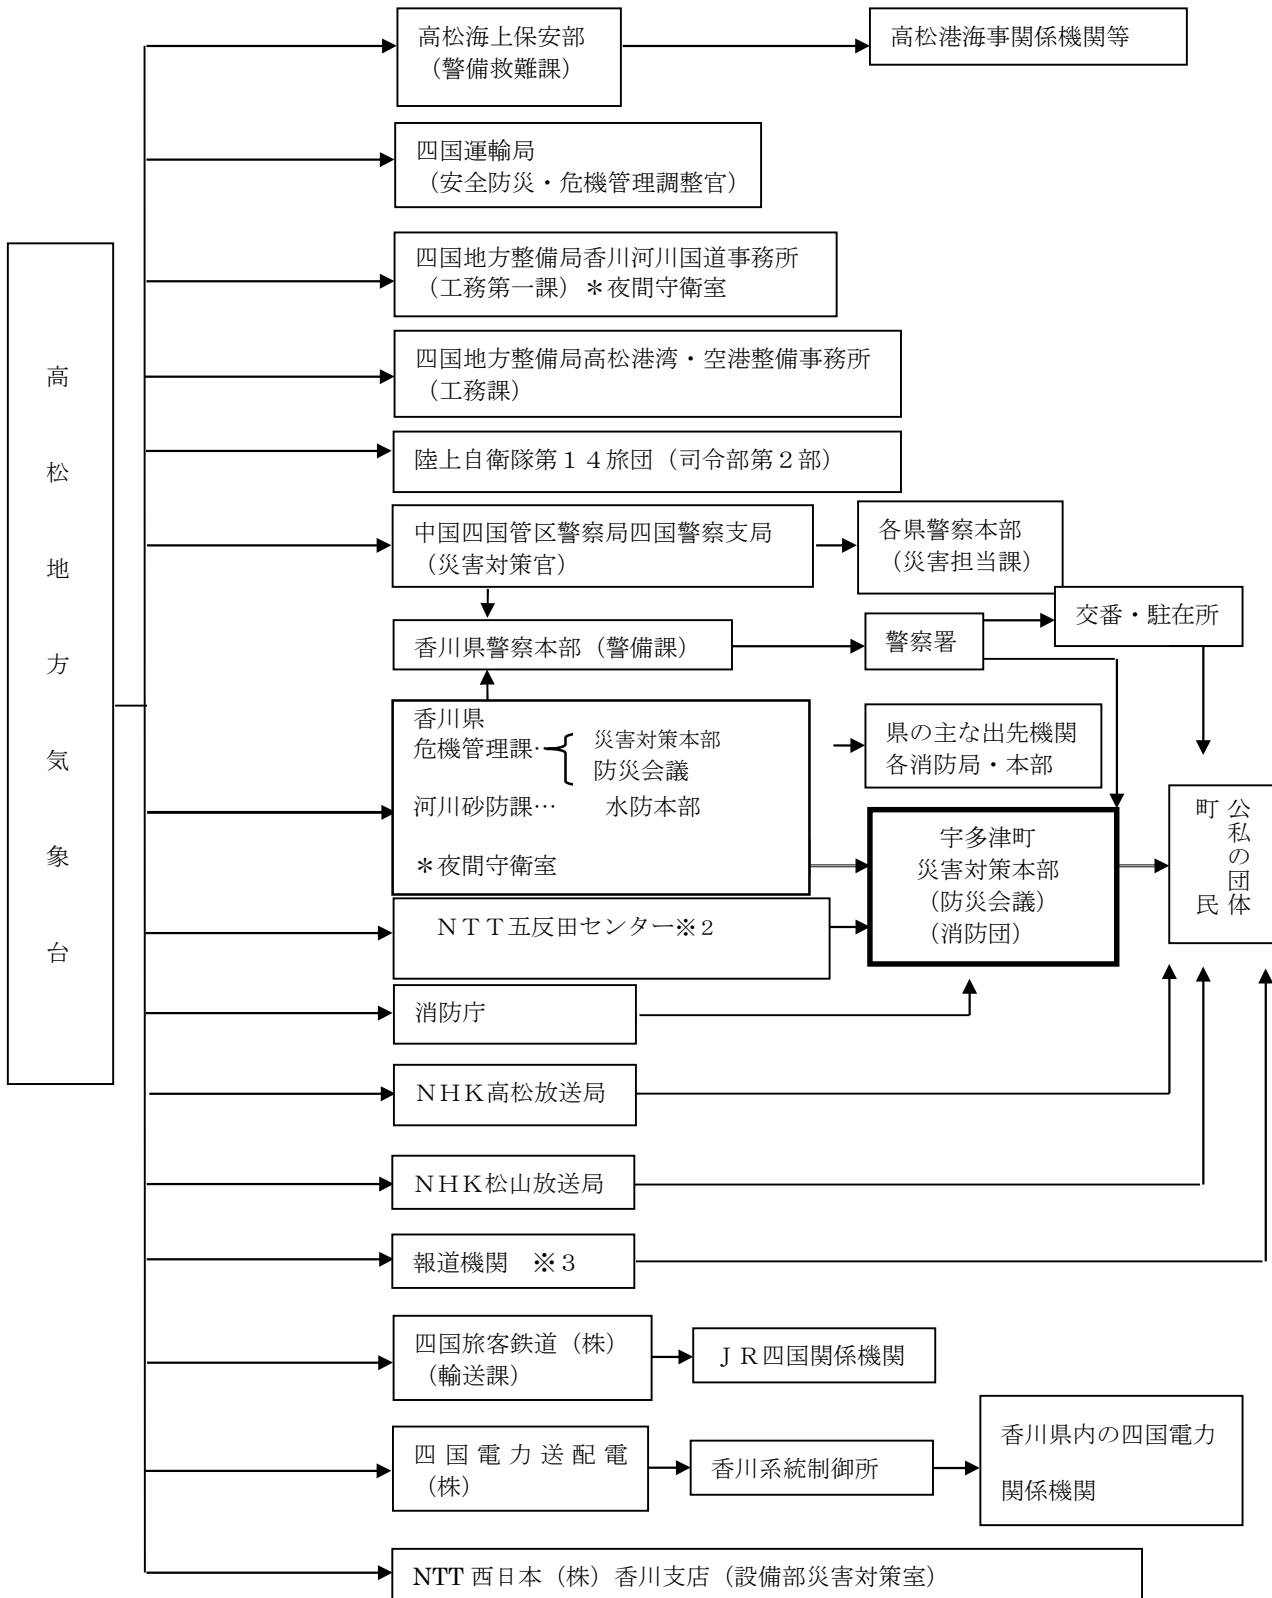 高松地方気象台
高松海上保安部
（警備救難課）
高松港海事関係機関等
四国運輸局
（安全防災・危機管理調整官）
四国地方整備局香川河川国道事務所
（工務第一課）＊夜間守衛室
四国地方整備局高松港湾・空港整備事務所
（工務課）
陸上自衛隊第１４旅団（司令部第２部）
中国四国管区警察局四国警察支局
（災害対策官）
各県警察本部
（災害担当課）
香川県警察本部（警備課）
警察署
交番・駐在所
香川県
危機管理課…
災害対策本部
防災会議
河川砂防課…　水防本部
＊夜間守衛室
県の主な出先機関
各消防局・本部
宇多津町
災害対策本部
（防災会議）
（消防団）
公私の団体
町民
ＮＴＴ五反田センター※２
消防庁
ＮＨＫ高松放送局
ＮＨＫ松山放送局
報道機関　※３
四国旅客鉄道（株）
（輸送課）
ＪＲ四国関係機関
四国電力送配電
（株）
香川系統制御所
香川県内の四国電力
関係機関
NTT 西日本（株）香川支店（設備部災害対策室）